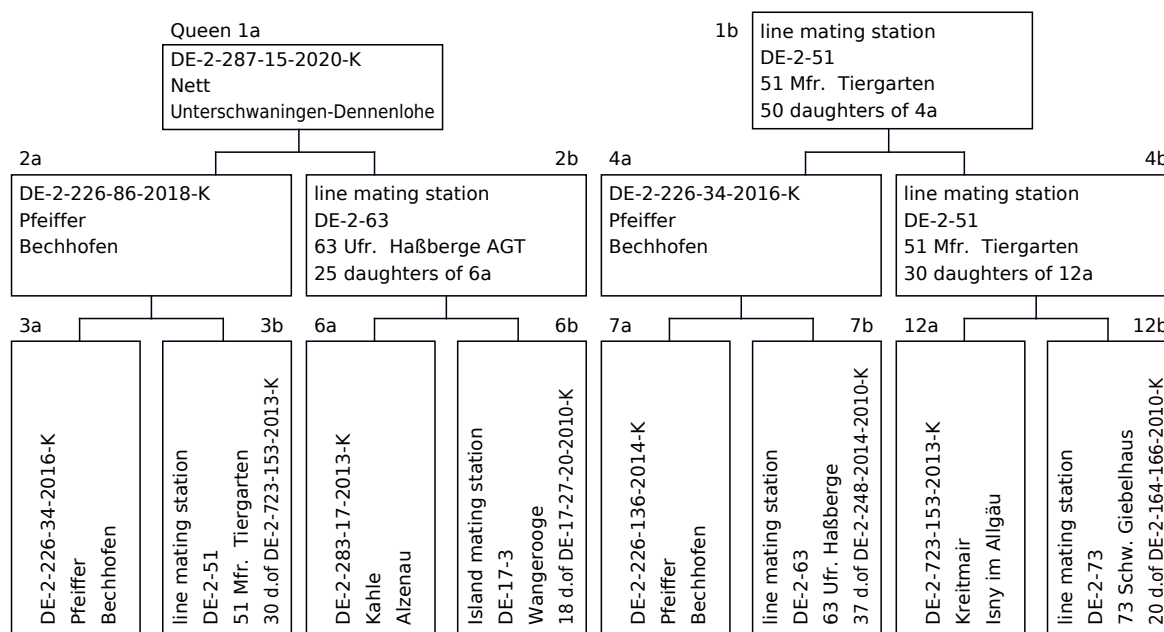 Queen 1a
DE-2-287-15-2020-K
Nett
Unterschwaningen-Dennenlohe
1b
line mating station
DE-2-51
51 Mfr. Tiergarten
50 daughters of 4a
2a
DE-2-226-86-2018-K
Pfeiffer
Bechhofen
2b
line mating station
DE-2-63
63 Ufr. Haßberge AGT
25 daughters of 6a
4a
DE-2-226-34-2016-K
Pfeiffer
Bechhofen
4b
line mating station
DE-2-51
51 Mfr. Tiergarten
30 daughters of 12a
3a
DE-2-226-34-2016-K
Pfeiffer
Bechhofen
3b
line mating station
DE-2-51
51 Mfr. Tiergarten
30 d.of DE-2-723-153-2013-K
6a
DE-2-283-17-2013-K
Kahle
Alzenau
6b
Island mating station
DE-17-3
Wangerooge
18 d.of DE-17-27-20-2010-K
7a
DE-2-226-136-2014-K
Pfeiffer
Bechhofen
7b
line mating station
DE-2-63
63 Ufr. Haßberge
37 d.of DE-2-248-2014-2010-K
12a
DE-2-723-153-2013-K
Kreitmair
Isny im Allgäu
12b
line mating station
DE-2-73
73 Schw. Giebelhaus
20 d.of DE-2-164-166-2010-K